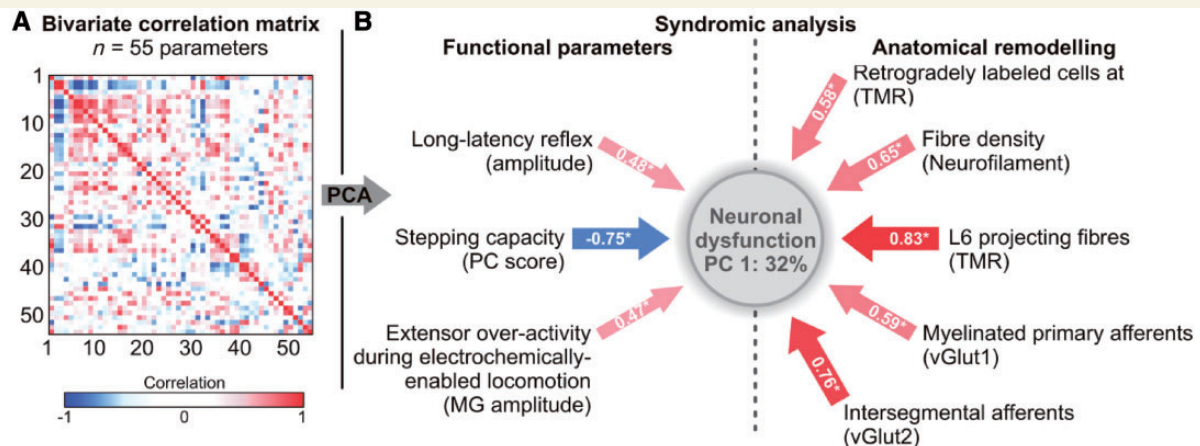 A Bivariate correlation matrix
n = 55 parameters
1
10
20
30
40
50
1 10 20 30 40 50
Correlation
-1 0 1
PCA
B
Syndromic analysis
Functional parameters
Long-latency reflex
(amplitude)
0.48*
Stepping capacity
(PC score)
-0.75*
Extensor over-activity
during electrochemically-
enabled locomotion
(MG amplitude)
0.47*
Neuronal
dysfunction
PC 1: 32%
Anatomical remodelling
Retrogradely labeled cells at
(TMR)
0.58*
Fibre density
(Neurofilament)
0.65*
L6 projecting fibres
(TMR)
0.83*
Myelinated primary afferents
(vGlut1)
0.59*
Intersegmental afferents
(vGlut2)
0.76*